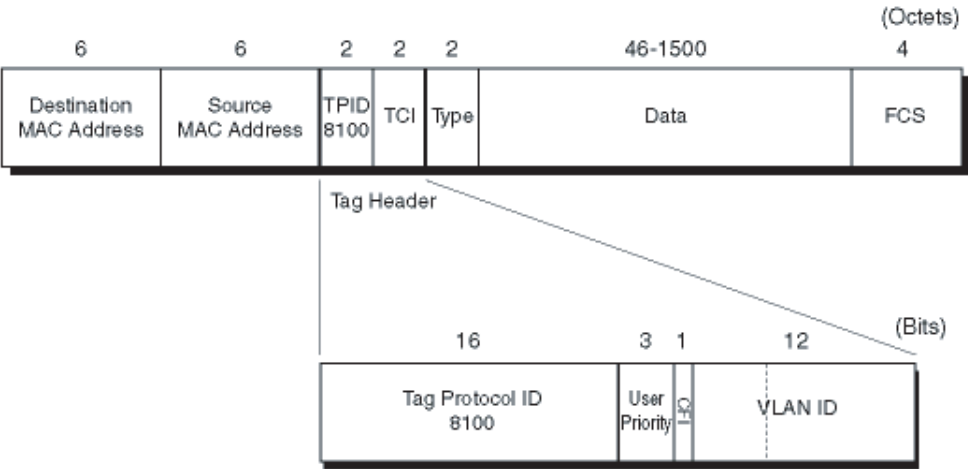 (Octets)
6 6 2 2 2 46-1500 4
Destination
MAC Address
Source
MAC Address
TPID
8100
TCI
Type
Data
FCS
Tag Header
(Bits)
16 3 1 12
Tag Protocol ID
8100
User
Priority
CFI
VLAN ID